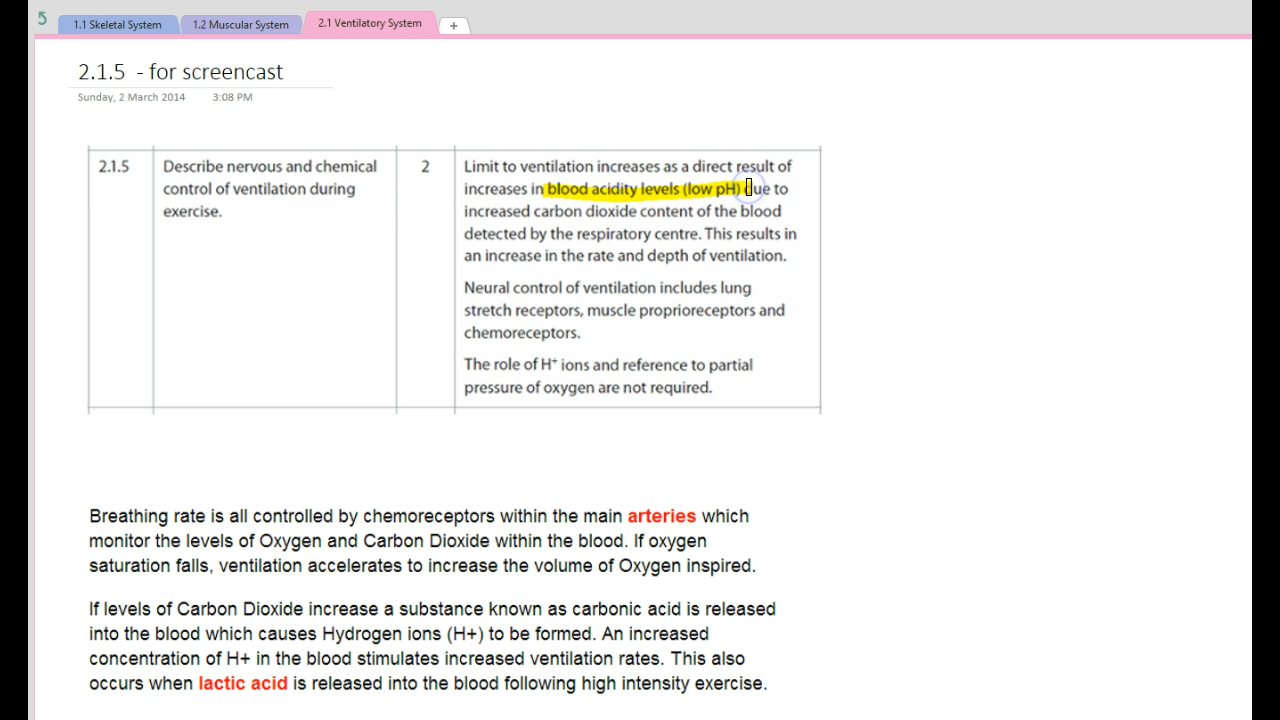 1.1 Skeletal System
1.2 Muscular System
2.1 Ventilatory System
+
2.1.5 - for screencast
Sunday, 2 March 2014 3:08 PM
2.1.5
Describe nervous and chemical
control of ventilation during
exercise.
2
Limit to ventilation increases as a direct result of
increases in blood acidity levels (low pH) due to
increased carbon dioxide content of the blood
detected by the respiratory centre. This results in
an increase in the rate and depth of ventilation.
Neural control of ventilation includes lung
stretch receptors, muscle proprioreceptors and
chemoreceptors.
The role of H⁺ ions and reference to partial
pressure of oxygen are not required.
Breathing rate is all controlled by chemoreceptors within the main arteries which
monitor the levels of Oxygen and Carbon Dioxide within the blood. If oxygen
saturation falls, ventilation accelerates to increase the volume of Oxygen inspired.
If levels of Carbon Dioxide increase a substance known as carbonic acid is released
into the blood which causes Hydrogen ions (H+) to be formed. An increased
concentration of H+ in the blood stimulates increased ventilation rates. This also
occurs when lactic acid is released into the blood following high intensity exercise.